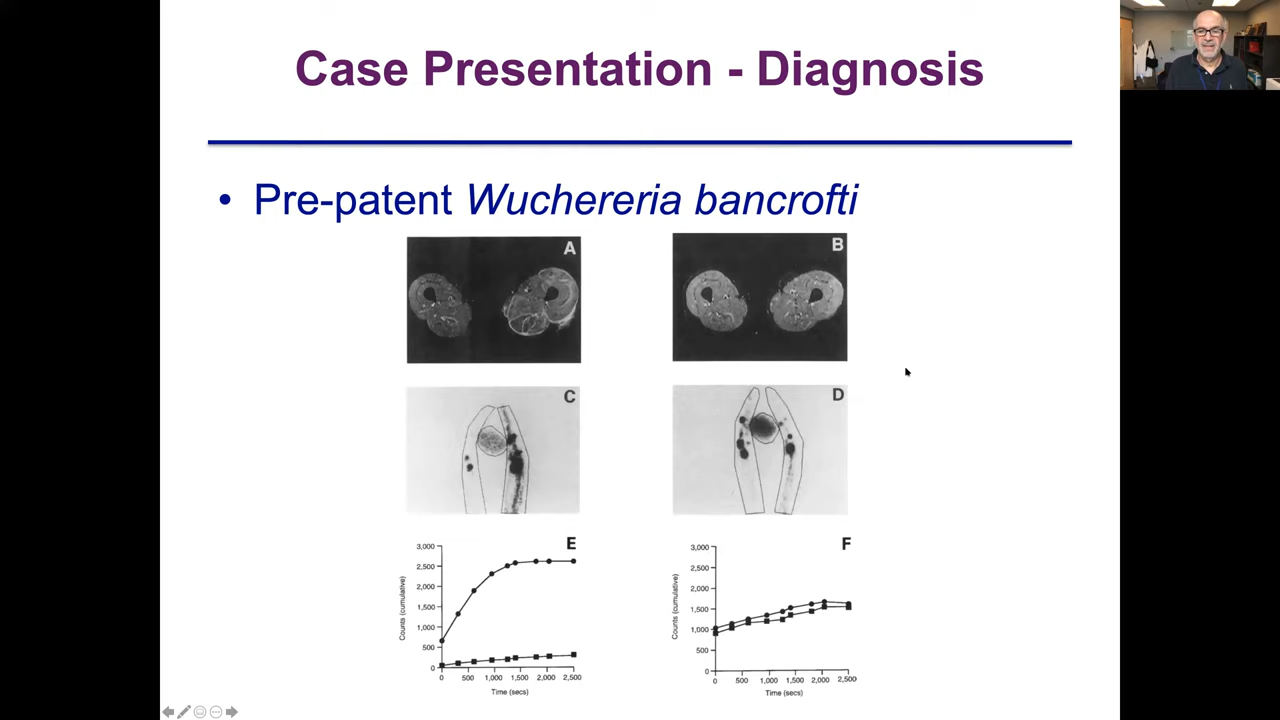 Case Presentation - Diagnosis
• Pre-patent Wuchereria bancrofti
A
B
C
D
E
3,000
2,500
2,000
1,500
1,000
500
0
Counts (cumulative)
0 500 1,000 1,500 2,000 2,500
Time (secs)
F
3,000
2,500
2,000
1,500
1,000
500
0
Counts (cumulative)
0 500 1,000 1,500 2,000 2,500
Time (secs)